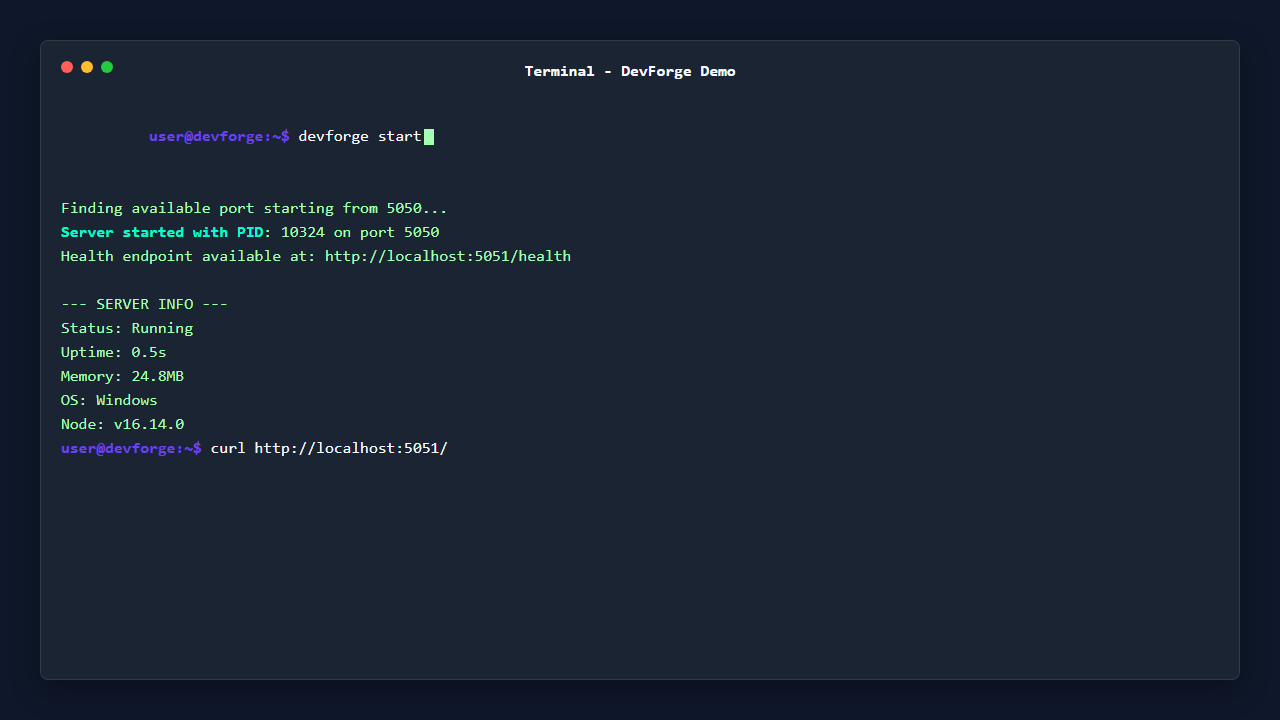 Terminal - DevForge Demo
user@devforge:~$ devforge start
Finding available port starting from 5050...
Server started with PID: 10324 on port 5050
Health endpoint available at: http://localhost:5051/health
--- SERVER INFO ---
Status: Running
Uptime: 0.5s
Memory: 24.8MB
OS: Windows
Node: v16.14.0
user@devforge:~$ curl http://localhost:5051/